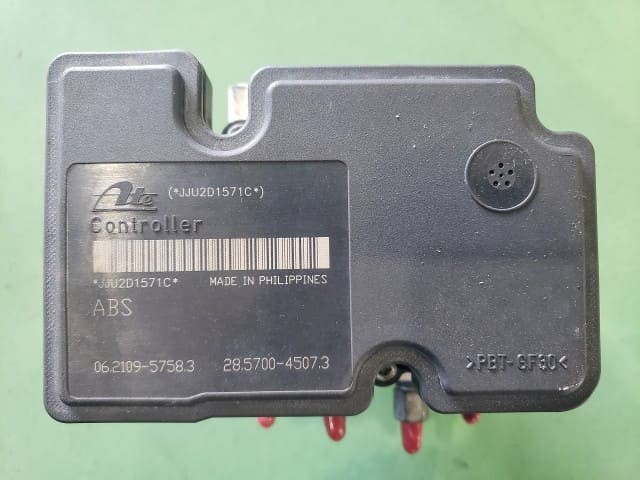 Ate (*JJU2D1571C*)
Controller
*JJU2D1571C* MADE IN PHILIPPINES
ABS
06.2109-5758.3 28.5700-4507.3
>PBT-GF30<